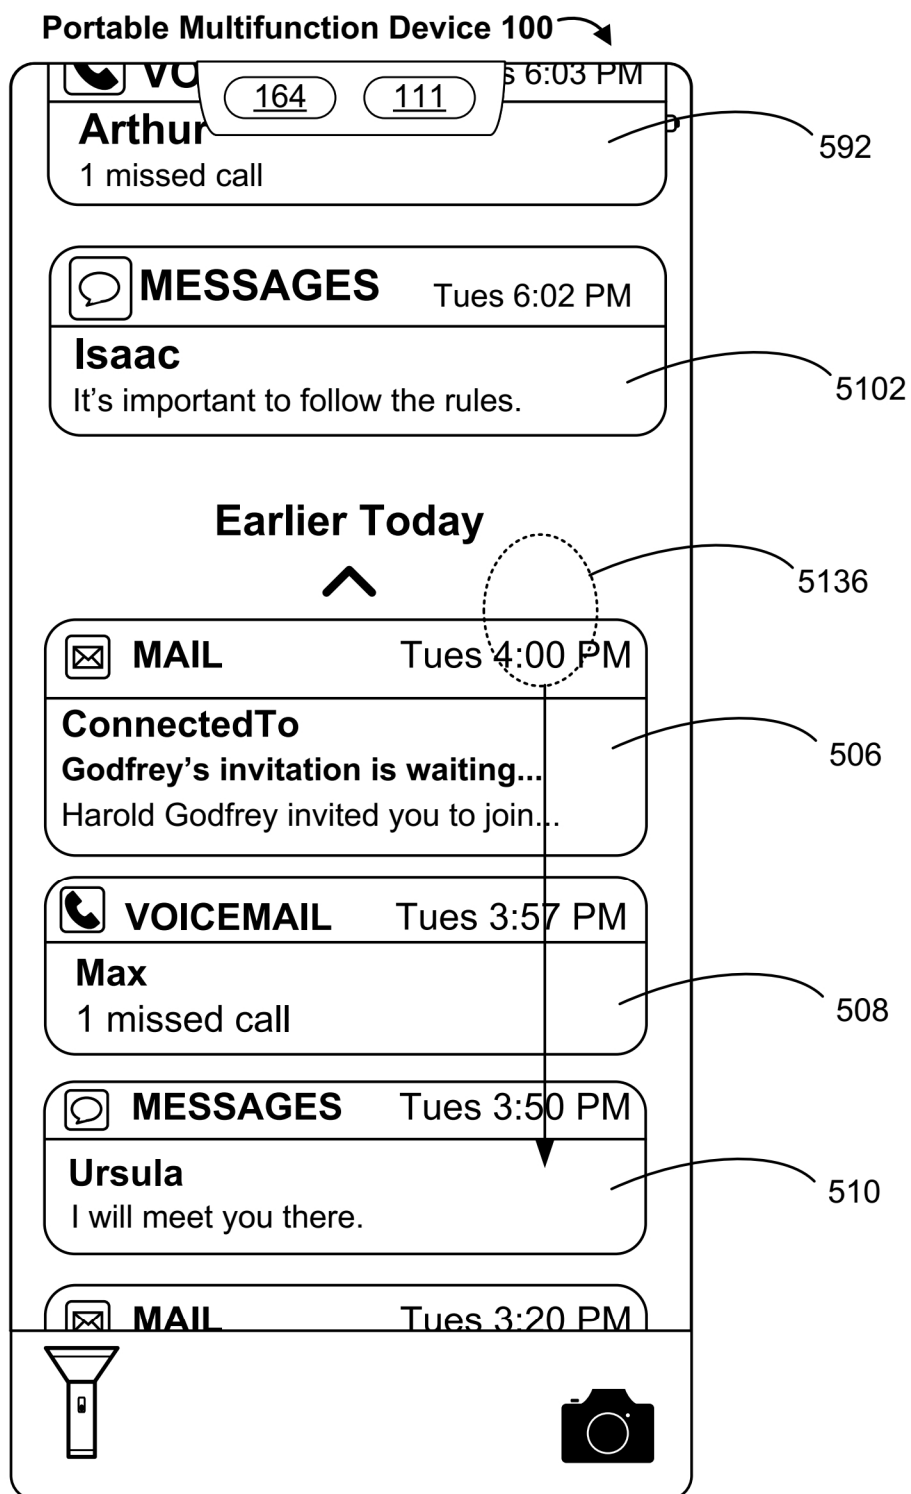 Portable Multifunction Device 100
164
111
s 6:03 PM
Arthur
592
1 missed call
MESSAGES
Tues 6:02 PM
Isaac
It's important to follow the rules.
5102
Earlier Today
5136
MAIL
Tues 4:00 PM
ConnectedTo
Godfrey's invitation is waiting...
506
Harold Godfrey invited you to join...
VOICEMAIL
Tues 3:57 PM
Max
1 missed call
508
MESSAGES
Tues 3:50 PM
Ursula
I will meet you there.
510
MAIL
Tues 3:20 PM